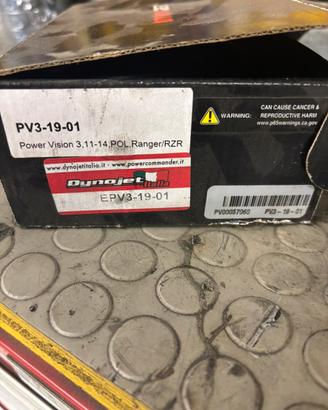 PV3-19-01
Power Vision 3,11-14,POL,Ranger/RZR
WARNING:
CAN CAUSE CANCER &
REPRODUCTIVE HARM
www.p65warnings.ca.gov
www.dynojetitalia.it - www.powercommander.it
Dynojet Italia
EPV3-19-01
PV00057060 PV3-19-01